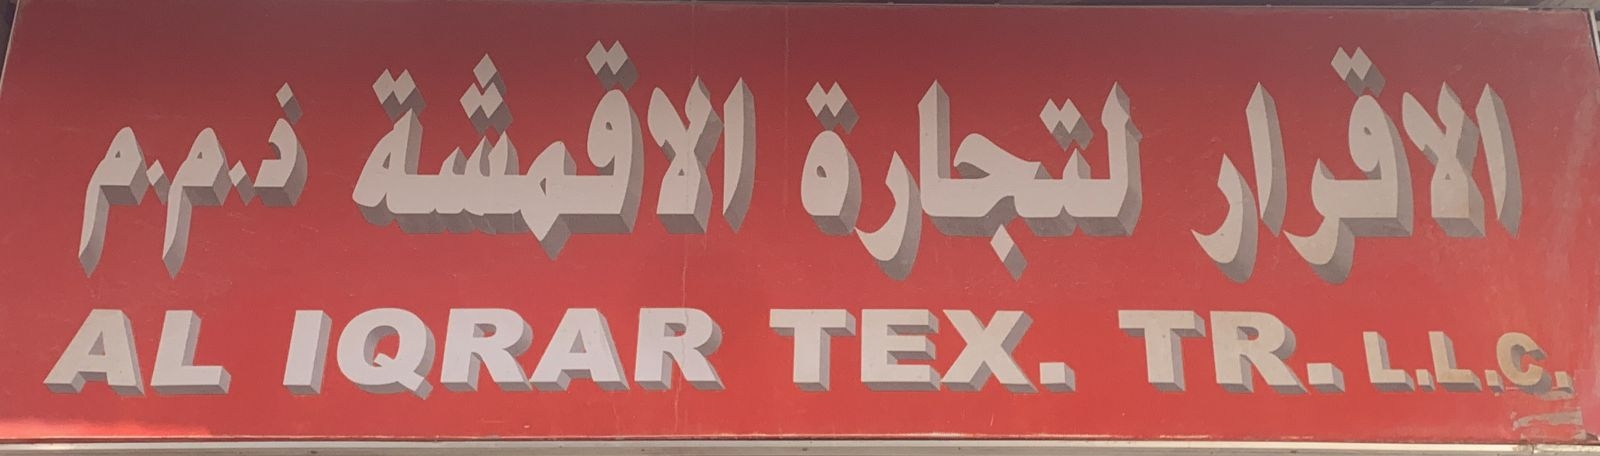 الاقرار لتجارة الاقمشة ذ.م.م
AL IQRAR TEX. TR. L.L.C.